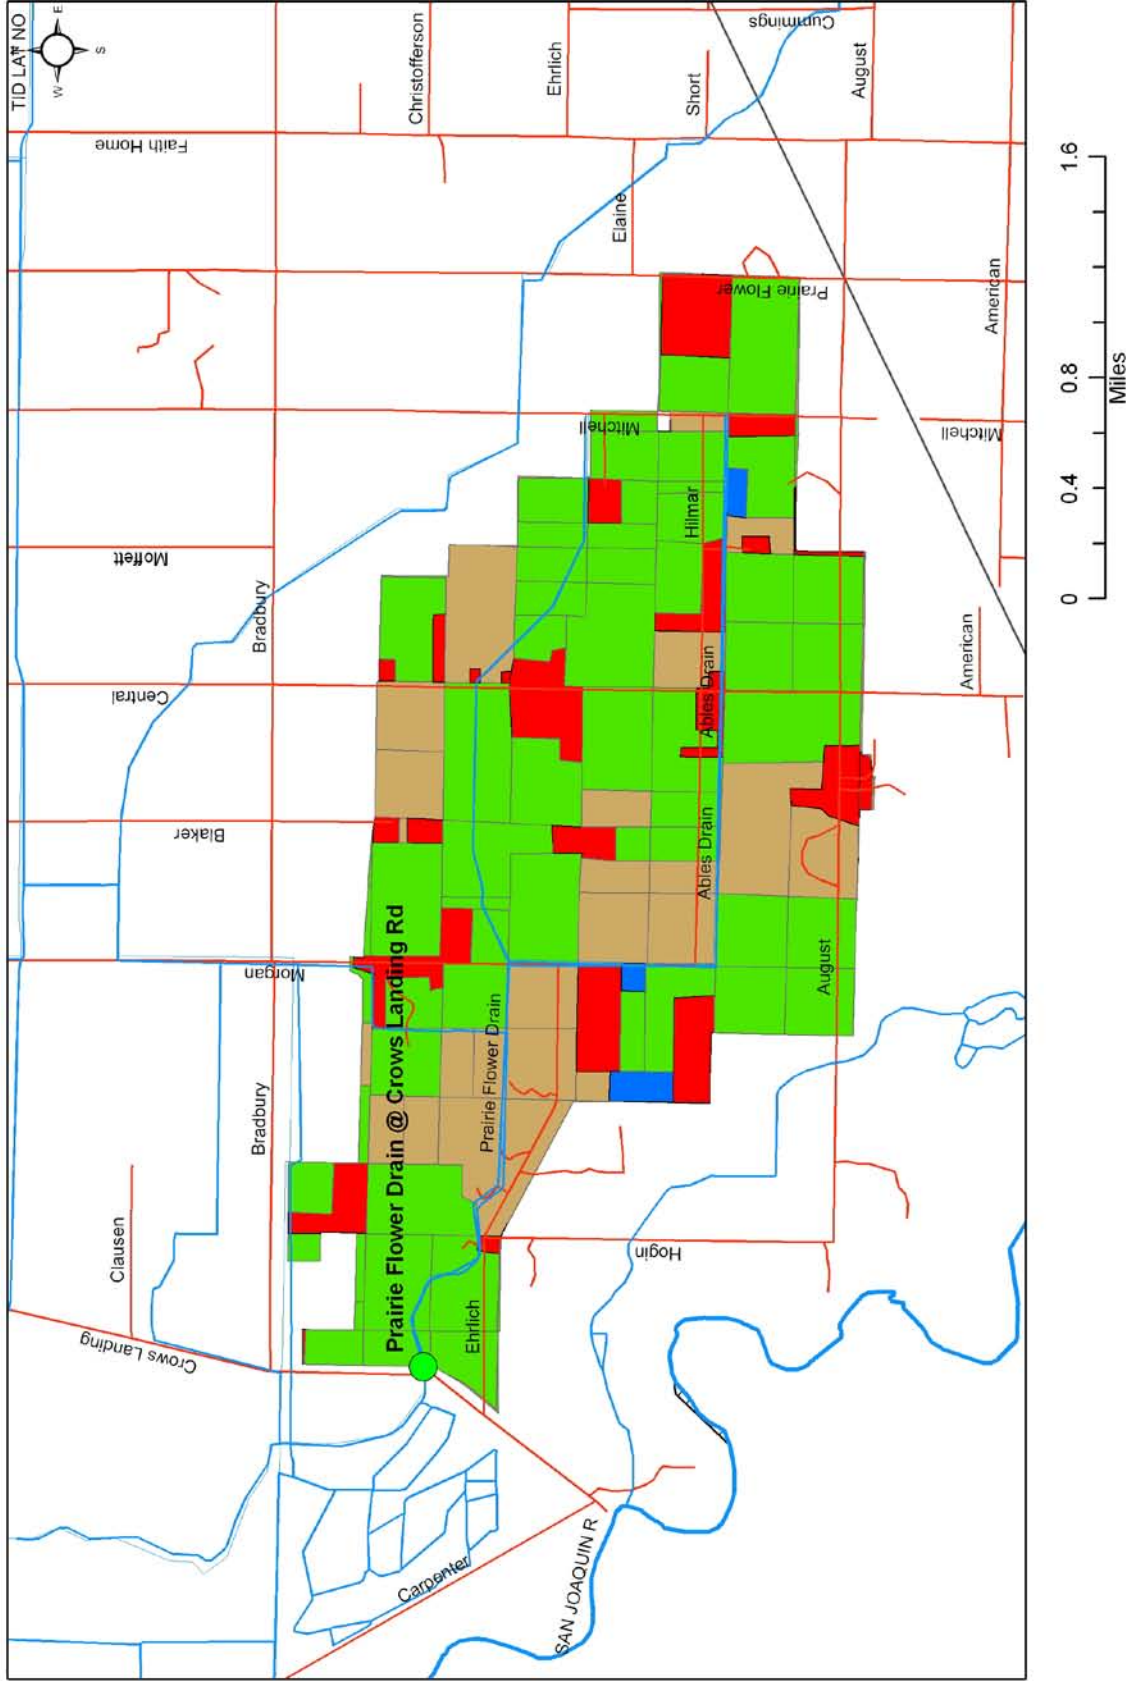 TID LAT NO
E
S
W
Christofferson
Ehrlich
Short
Cummings
August
Faith Home
Elaine
Prairie Flower
American
Mitchell
Mitchell
Hilmar
Moffett
Bradbury
Central
Ables Drain
American
Blaker
Ables Drain
Morgan
August
Prairie Flower Drain @ Crows Landing Rd
Prairie Flower Drain
Bradbury
Clausen
Hogin
Ehrlich
Crows Landing
Carpenter
SAN JOAQUIN R
0 0.4 0.8 1.6
Miles